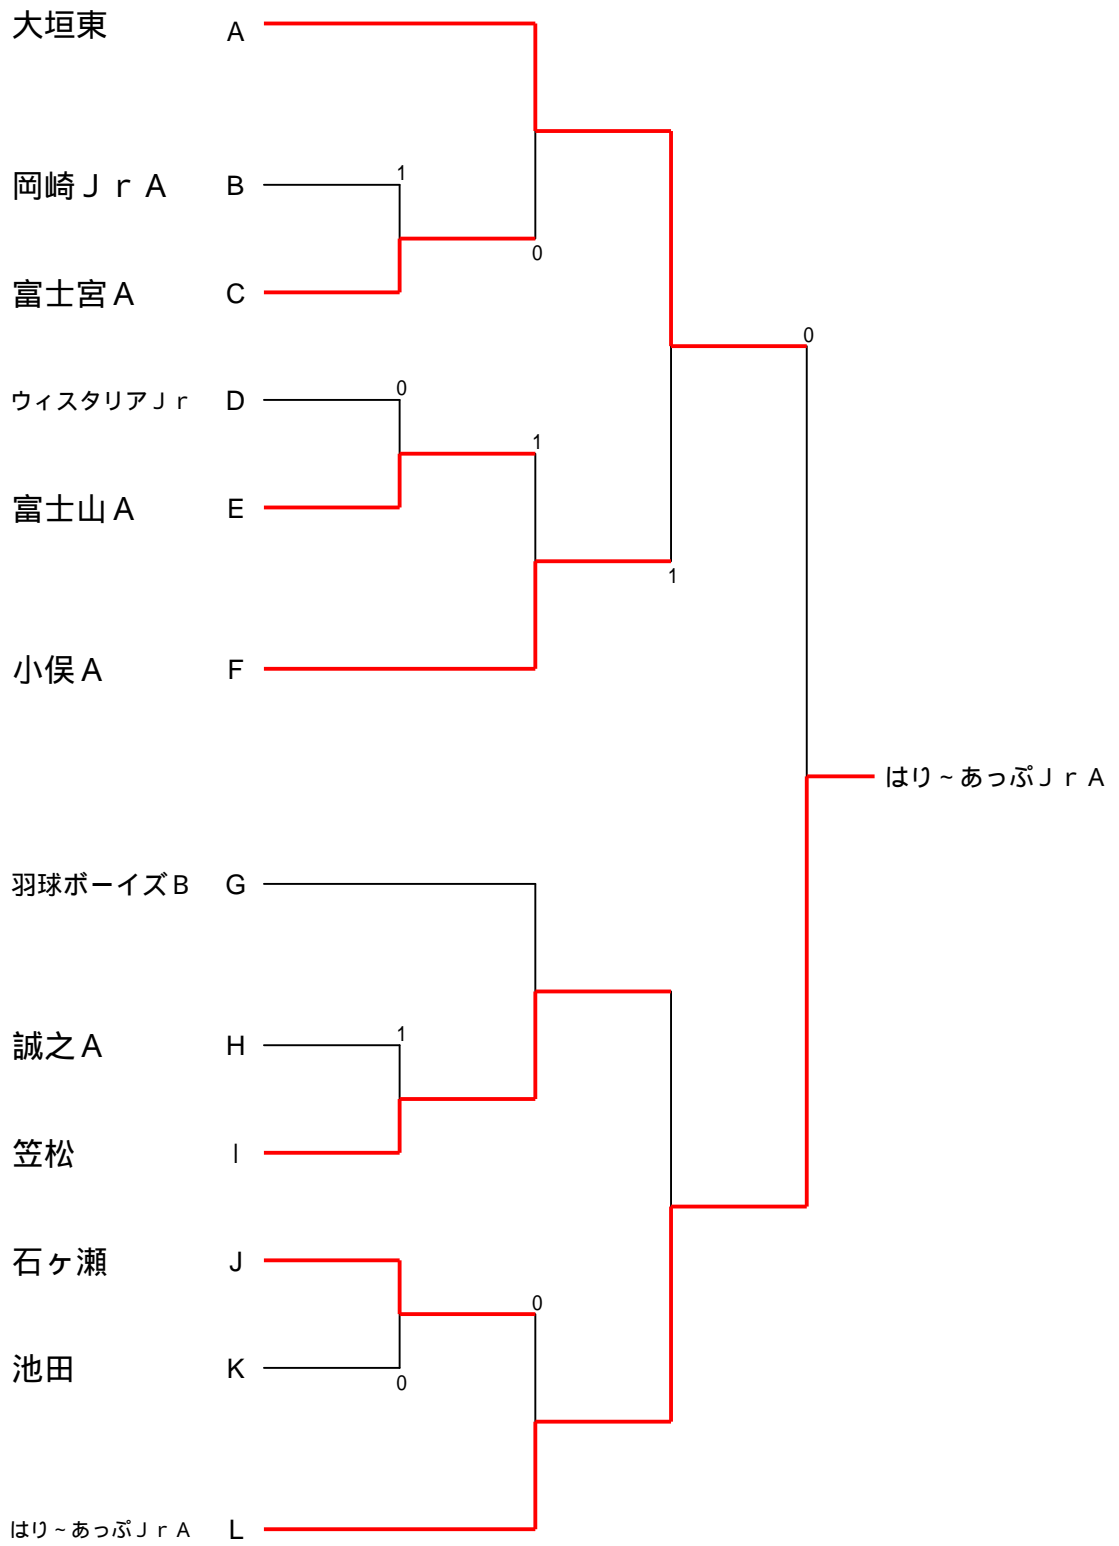 大垣東 A
岡崎ＪｒＡ B 1
0
富士宮Ａ C
0
ウィスタリアＪｒ D 0
1
富士山Ａ E
1
小俣Ａ F
はり～あっぷＪｒＡ
羽球ボーイズＢ G
誠之Ａ H 1
笠松 I
石ヶ瀬 J
0
池田 K 0
はり～あっぷＪｒＡ L